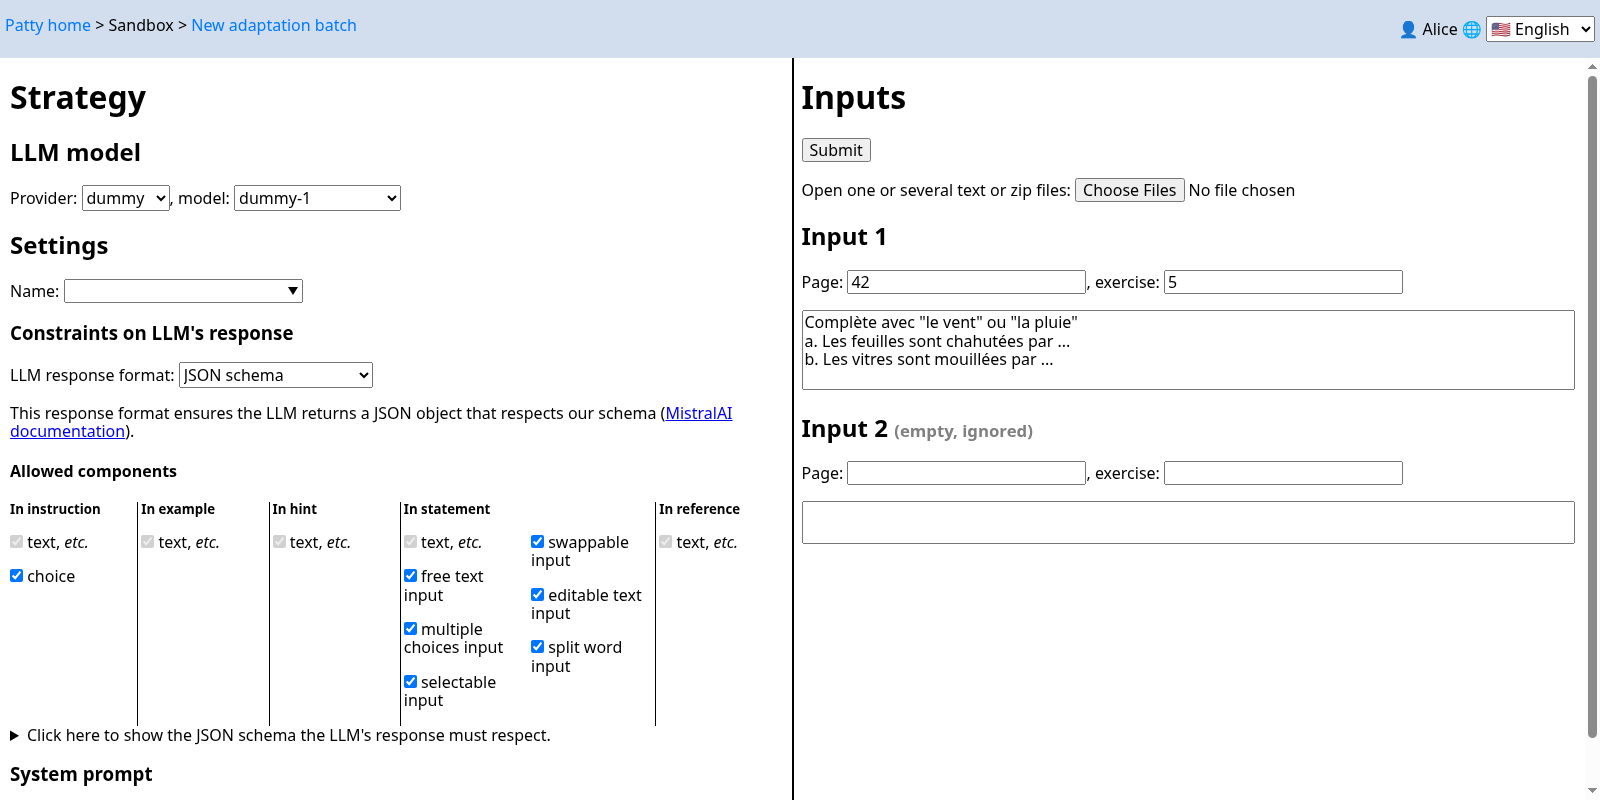 Patty home > Sandbox > New adaptation batch
👤 Alice 🌐 🇺🇸 English
Strategy
LLM model
Provider: dummy, model: dummy-1
Settings
Name:
Constraints on LLM's response
LLM response format: JSON schema
This response format ensures the LLM returns a JSON object that respects our schema (MistralAI
documentation).
Allowed components
In instruction
text, etc.
choice
In example
text, etc.
In hint
text, etc.
In statement
text, etc.
free text
input
multiple
choices input
selectable
input
swappable
input
editable text
input
split word
input
In reference
text, etc.
Click here to show the JSON schema the LLM's response must respect.
System prompt
Inputs
Submit
Open one or several text or zip files: Choose Files No file chosen
Input 1
Page: 42, exercise: 5
Complète avec "le vent" ou "la pluie"
a. Les feuilles sont chahutées par ...
b. Les vitres sont mouillées par ...
Input 2 (empty, ignored)
Page: , exercise: